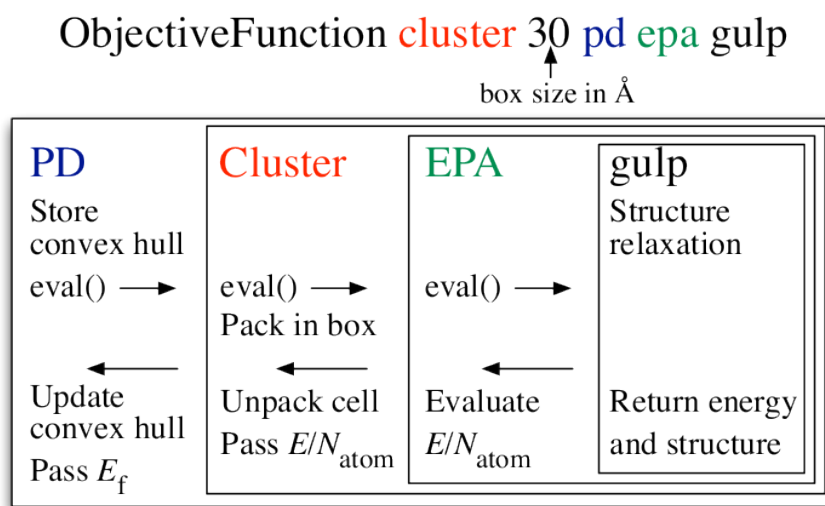 ObjectiveFunction cluster 30 pd epa gulp
box size in Å
PD
Store
convex hull
eval()
Update
convex hull
Pass E_f
Cluster
eval()
Pack in box
Unpack cell
Pass E/N_atom
EPA
eval()
Evaluate
E/N_atom
gulp
Structure
relaxation
Return energy
and structure